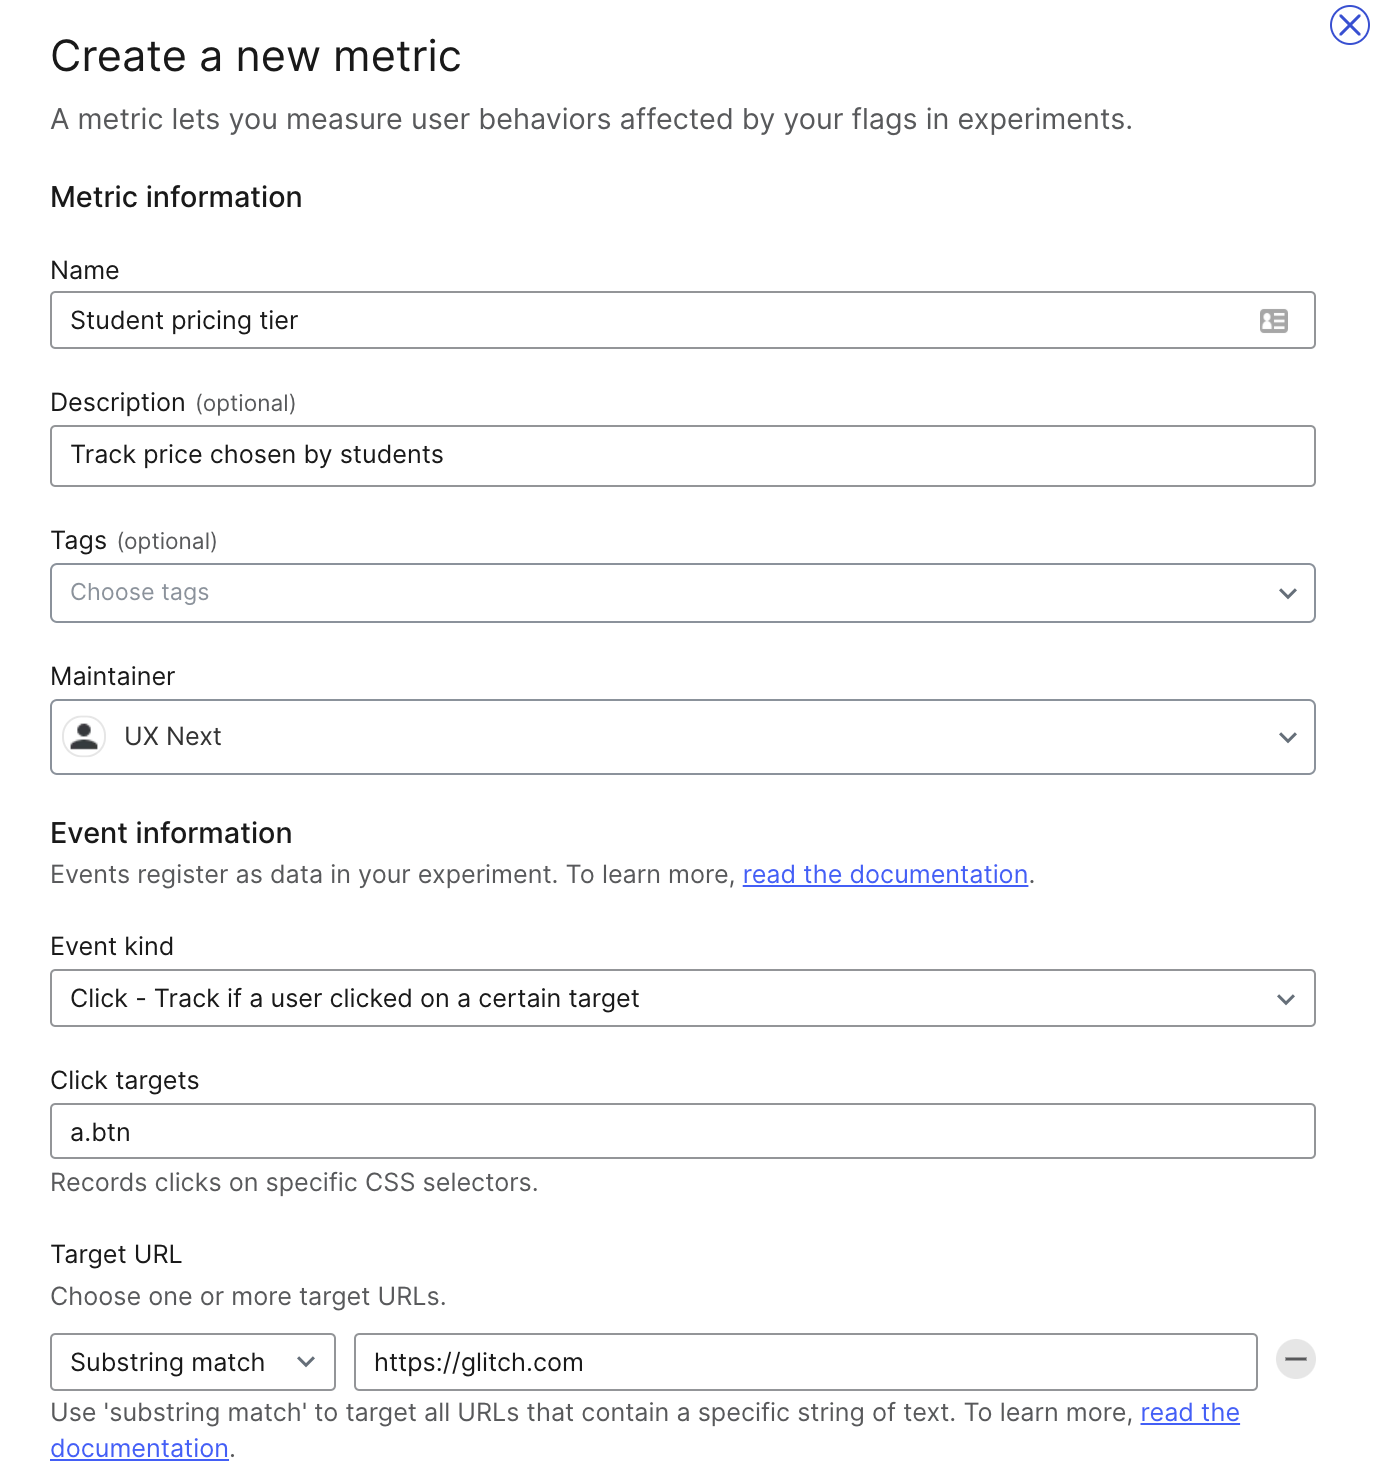 Create a new metric
A metric lets you measure user behaviors affected by your flags in experiments.
Metric information
Name
Student pricing tier
Description (optional)
Track price chosen by students
Tags (optional)
Choose tags
Maintainer
UX Next
Event information
Events register as data in your experiment. To learn more, read the documentation.
Event kind
Click - Track if a user clicked on a certain target
Click targets
a.btn
Records clicks on specific CSS selectors.
Target URL
Choose one or more target URLs.
Substring match https://glitch.com
Use 'substring match' to target all URLs that contain a specific string of text. To learn more, read the
documentation.